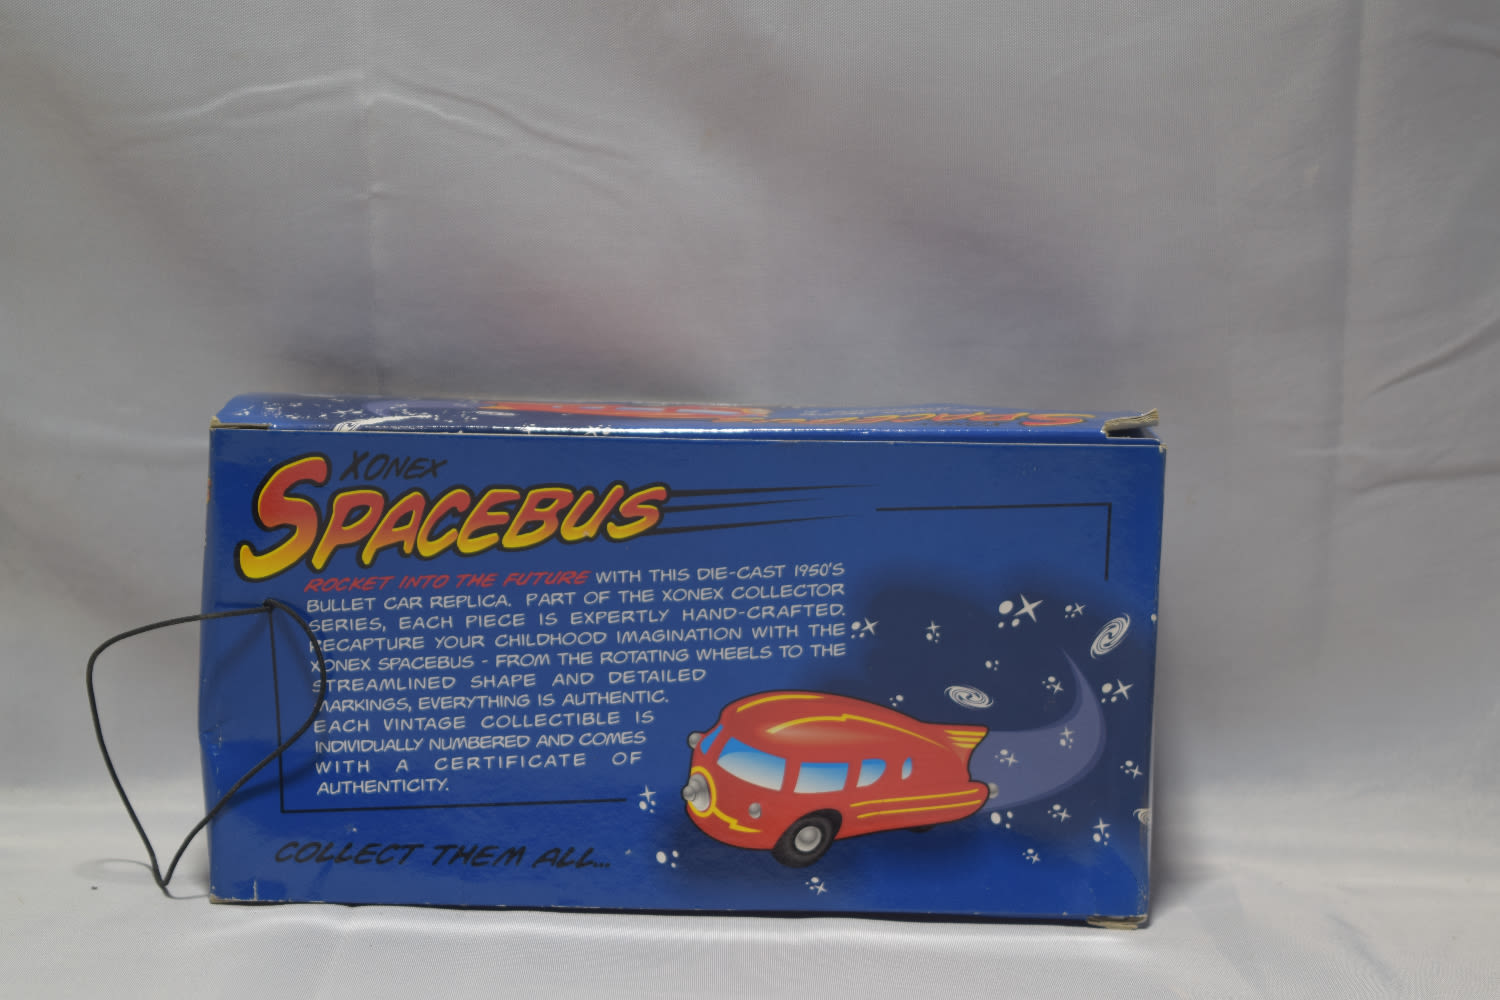 XONEX
SPACEBUS
ROCKET INTO THE FUTURE WITH THIS DIE-CAST 1950'S
BULLET CAR REPLICA. PART OF THE XONEX COLLECTOR
SERIES, EACH PIECE IS EXPERTLY HAND-CRAFTED.
RECAPTURE YOUR CHILDHOOD IMAGINATION WITH THE
XONEX SPACEBUS - FROM THE ROTATING WHEELS TO THE
STREAMLINED SHAPE AND DETAILED
MARKINGS, EVERYTHING IS AUTHENTIC.
EACH VINTAGE COLLECTIBLE IS
INDIVIDUALLY NUMBERED AND COMES
WITH A CERTIFICATE OF
AUTHENTICITY.
COLLECT THEM ALL...